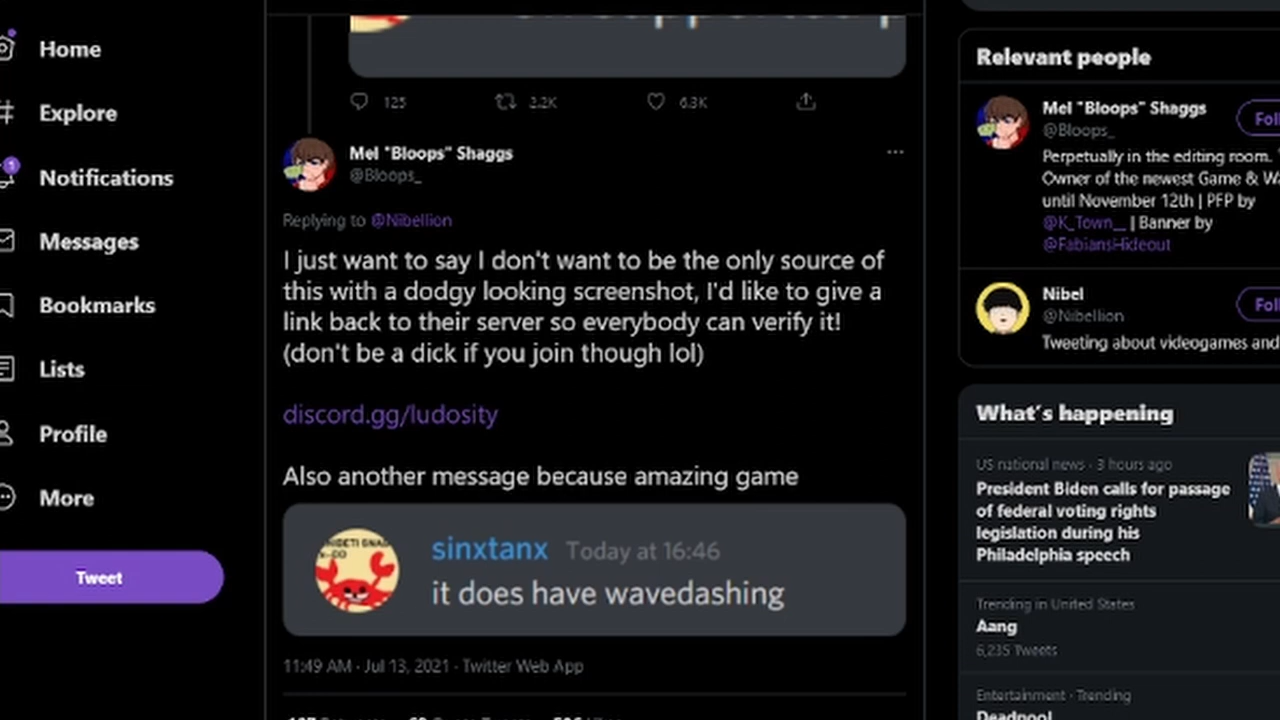 Home
Explore
1
Notifications
Messages
Bookmarks
Lists
Profile
More
Tweet
125
2.2K
6.3K
Mel "Bloops" Shaggs
@Bloops_
Replying to @Nibellion
I just want to say I don't want to be the only source of
this with a dodgy looking screenshot, I'd like to give a
link back to their server so everybody can verify it!
(don't be a dick if you join though lol)
discord.gg/ludosity
Also another message because amazing game
sinxtanx Today at 16:46
it does have wavedashing
11:49 AM · Jul 13, 2021 · Twitter Web App
Relevant people
Mel "Bloops" Shaggs
@Bloops_
Perpetually in the editing room.
Owner of the newest Game &
until November 12th | PFP by
@K_Town__ | Banner by
@FabiansHideout
Nibel
@Nibellion
Tweeting about videogames and
What's happening
US national news · 3 hours ago
President Biden calls for passage
of federal voting rights
legislation during his
Philadelphia speech
Trending in United States
Aang
6,235 Tweets
Entertainment · Trending
Deadpool